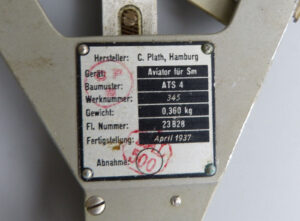 Hersteller: C. Plath, Hamburg
Gerät: Aviator für Sm
Baumuster: ATS 4
Werknummer: 345
Gewicht: 0,360 kg
Fl. Nummer: 23828
Fertigstellung: April 1937
Abnahme:
500